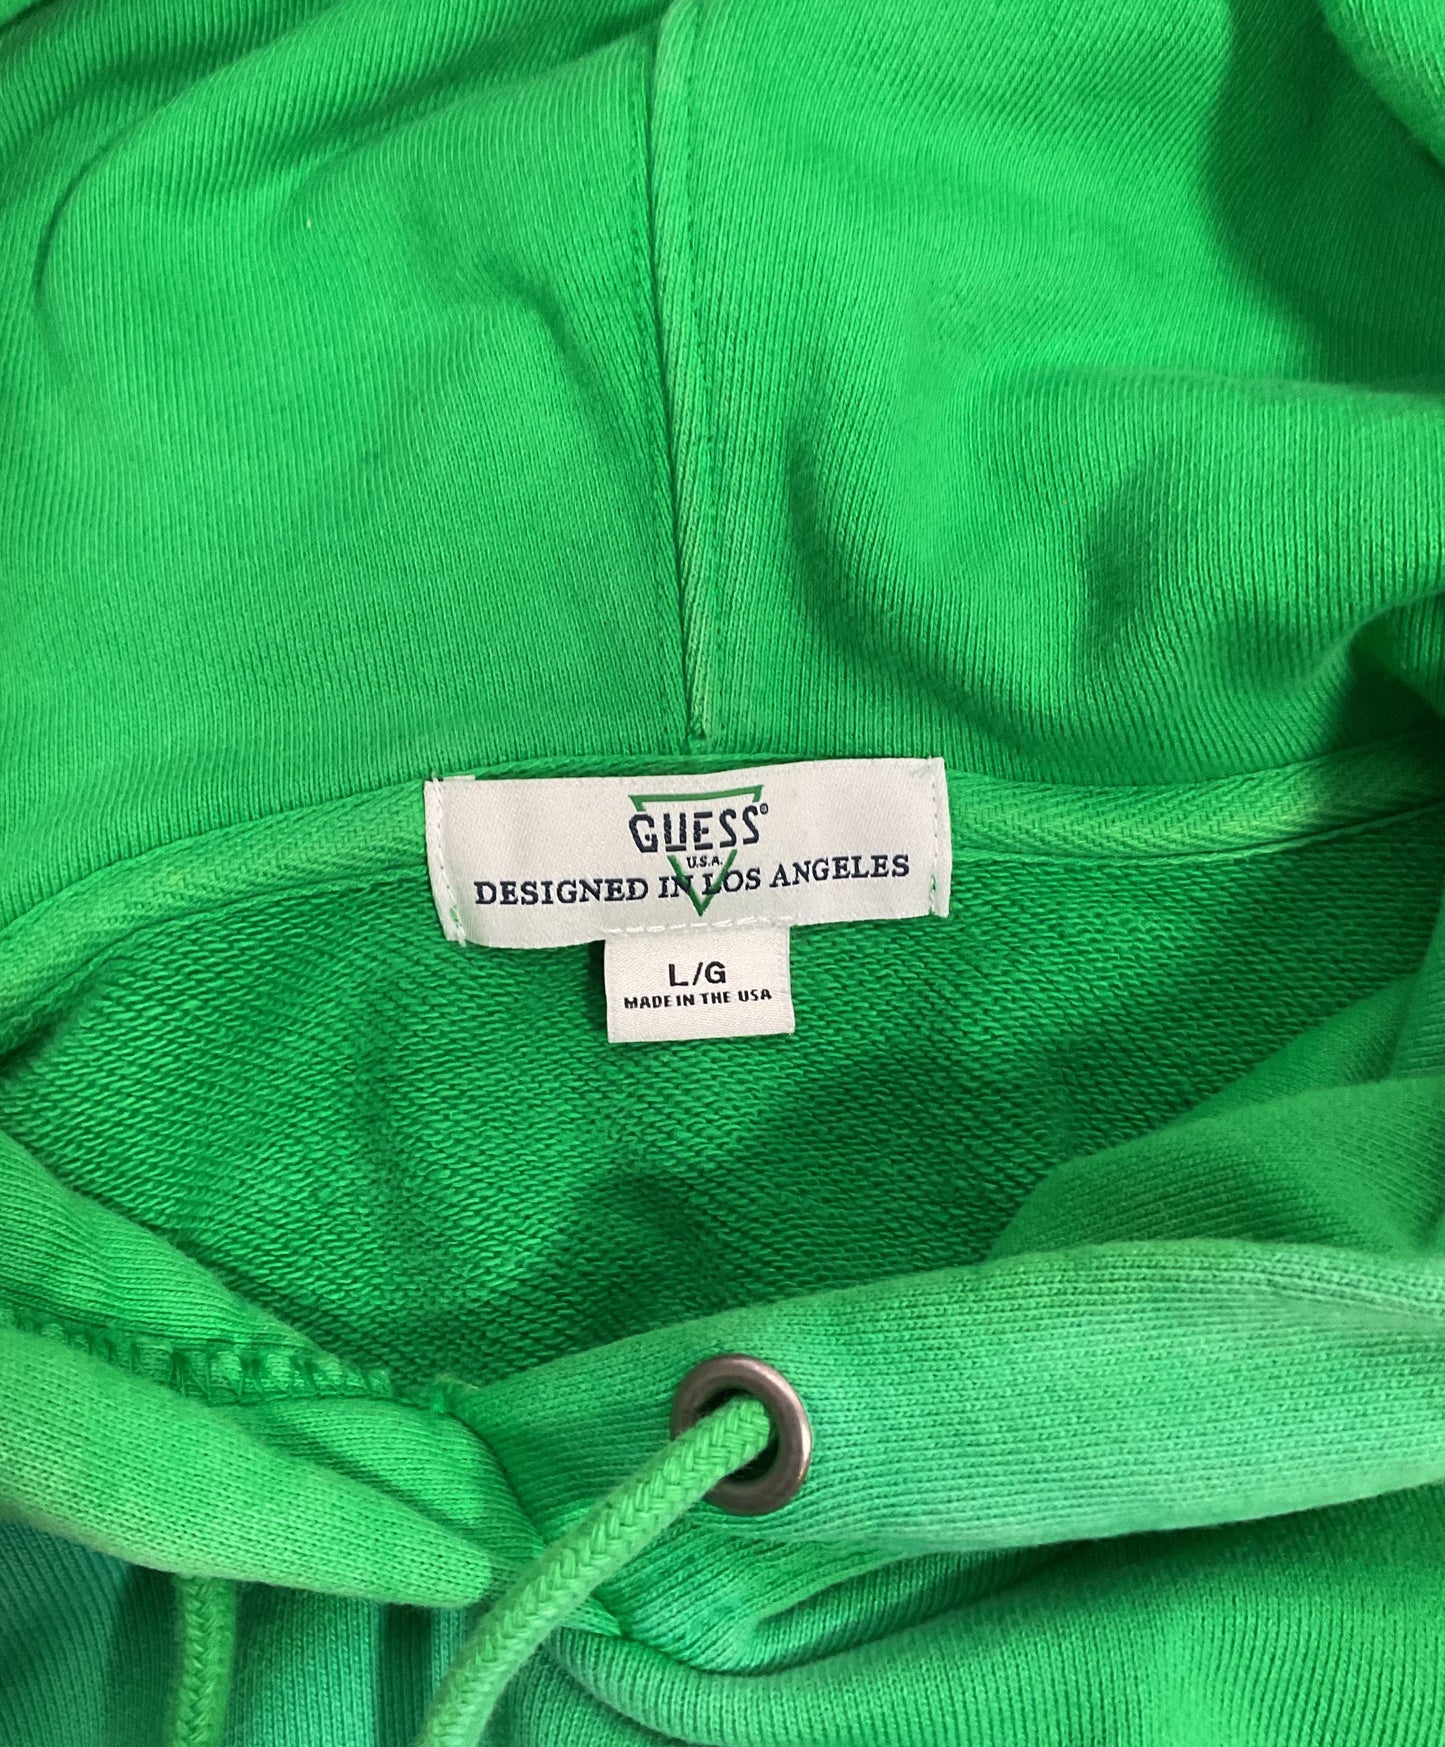 GUESS®
U.S.A.
DESIGNED IN LOS ANGELES
L/G
MADE IN THE USA